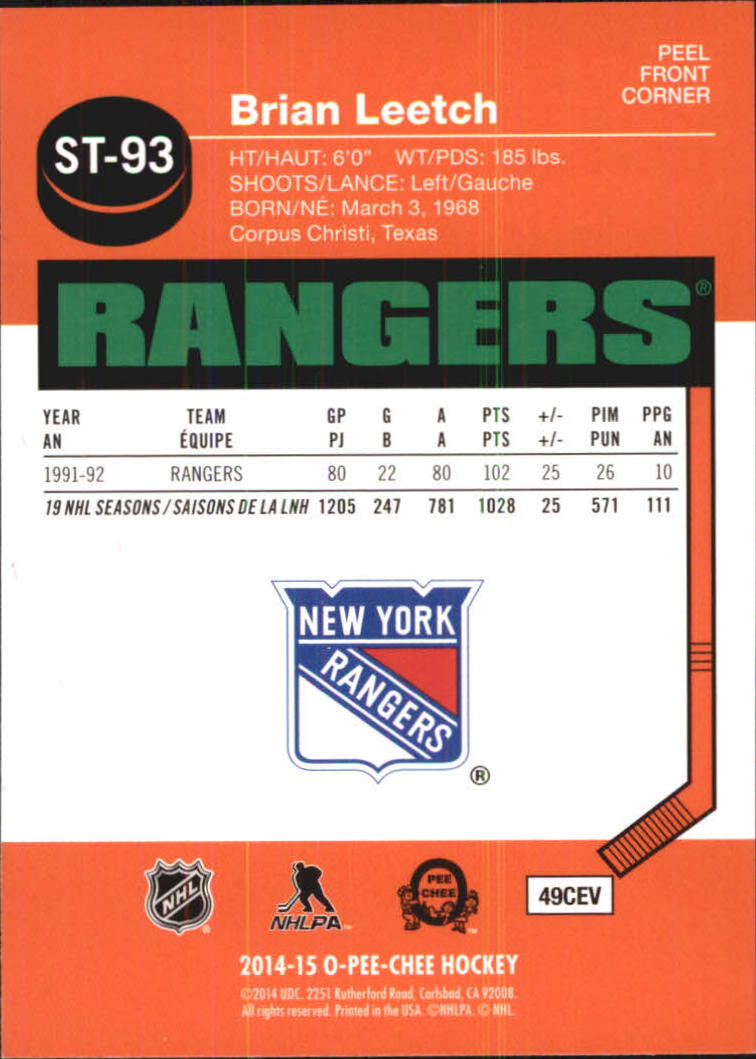 PEEL
FRONT
CORNER
Brian Leetch
ST-93
HT/HAUT: 6'0" WT/PDS: 185 lbs.
SHOOTS/LANCE: Left/Gauche
BORN/NÉ: March 3, 1968
Corpus Christi, Texas
RANGERS®
YEAR TEAM GP G A PTS +/- PIM PPG
AN ÉQUIPE PJ B A PTS +/- PUN AN
1991-92 RANGERS 80 22 80 102 25 26 10
19 NHL SEASONS / SAISONS DE LA LNH 1205 247 781 1028 25 571 111
NEW YORK
RANGERS
®
NHL
®
NHLPA™
PEE
CHEE
™
49CEV
2014-15 O-PEE-CHEE HOCKEY
©2014 UDC. 2251 Rutherford Road, Carlsbad, CA 92008.
All rights reserved. Printed in the USA. ©NHLPA. © NHL.